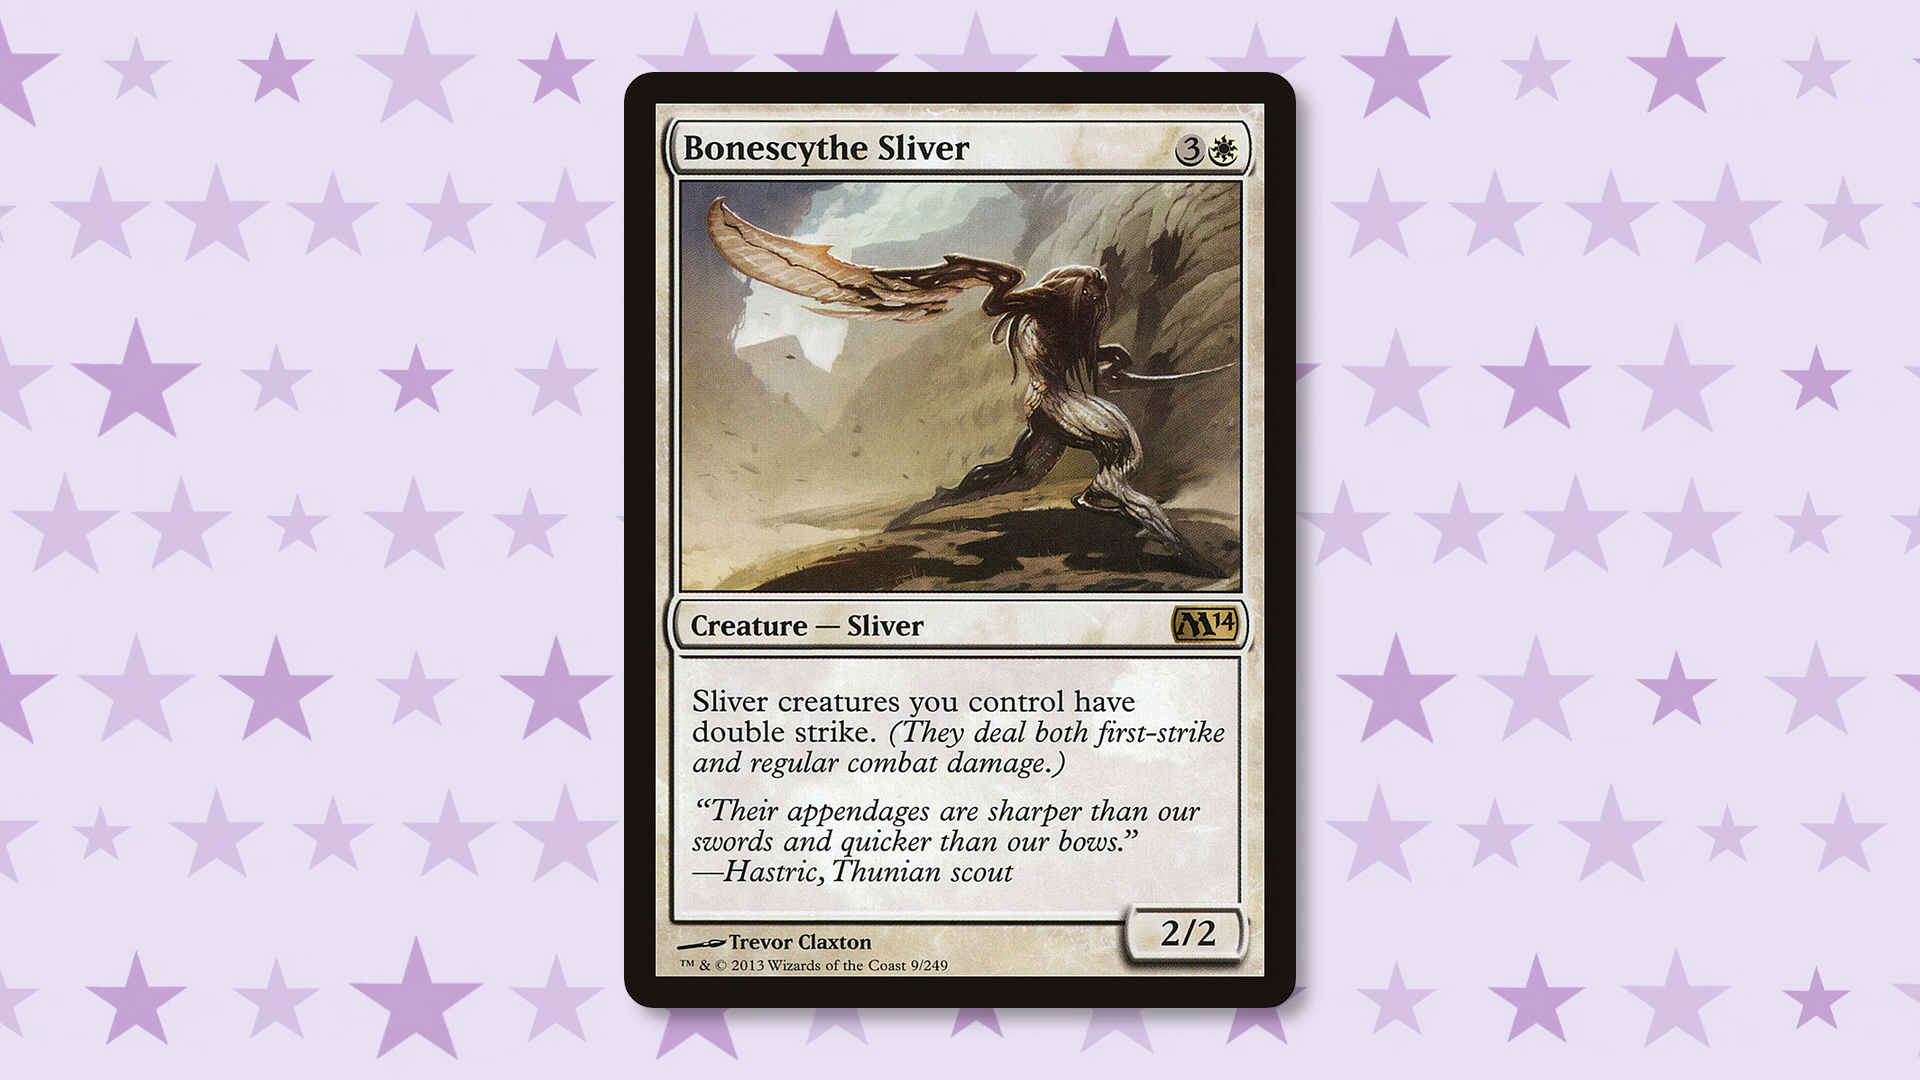 Bonescythe Sliver
3
Creature — Sliver
M14
Sliver creatures you control have
double strike. (They deal both first-strike
and regular combat damage.)
“Their appendages are sharper than our
swords and quicker than our bows.”
—Hastric, Thunian scout
2/2
Trevor Claxton
™ & © 2013 Wizards of the Coast 9/249